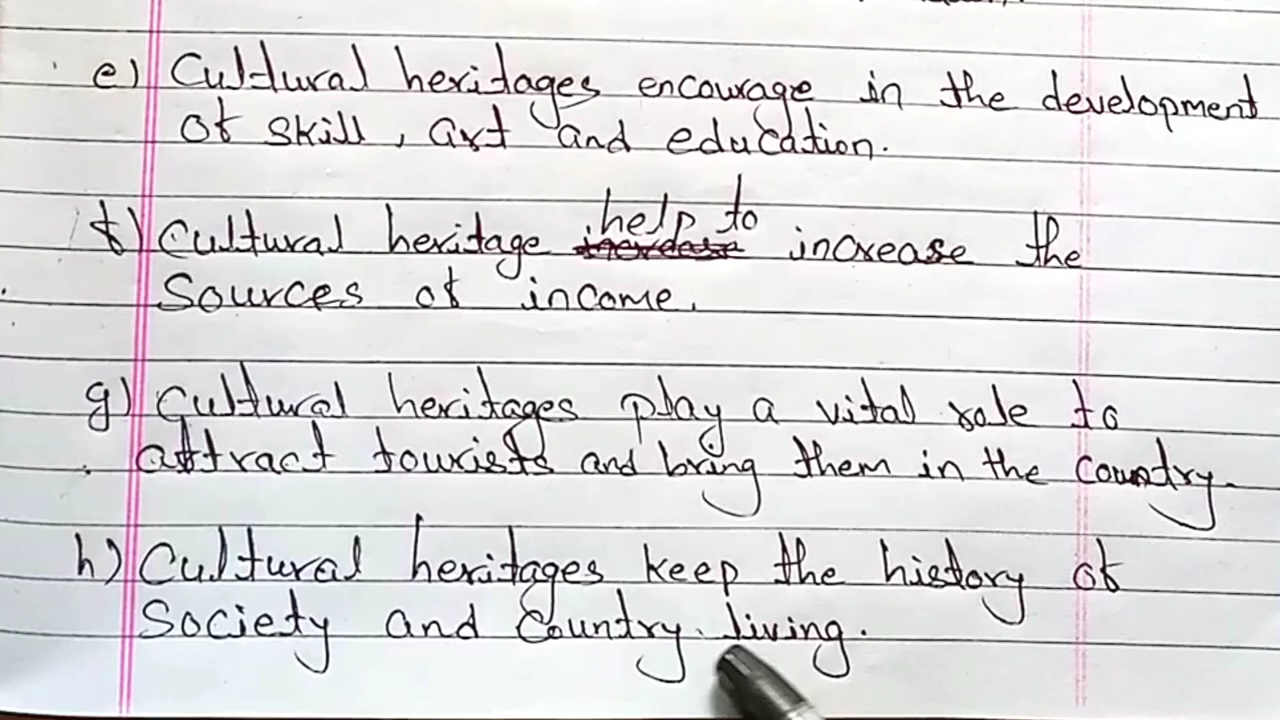 e) Cultural heritages encourage in the development
of skill, art and education.
f) Cultural heritage help to increase the
Sources of income.
g) Cultural heritages play a vital role to
attract tourists and bring them in the country.
h) Cultural heritages keep the history of
Society and Country. living.